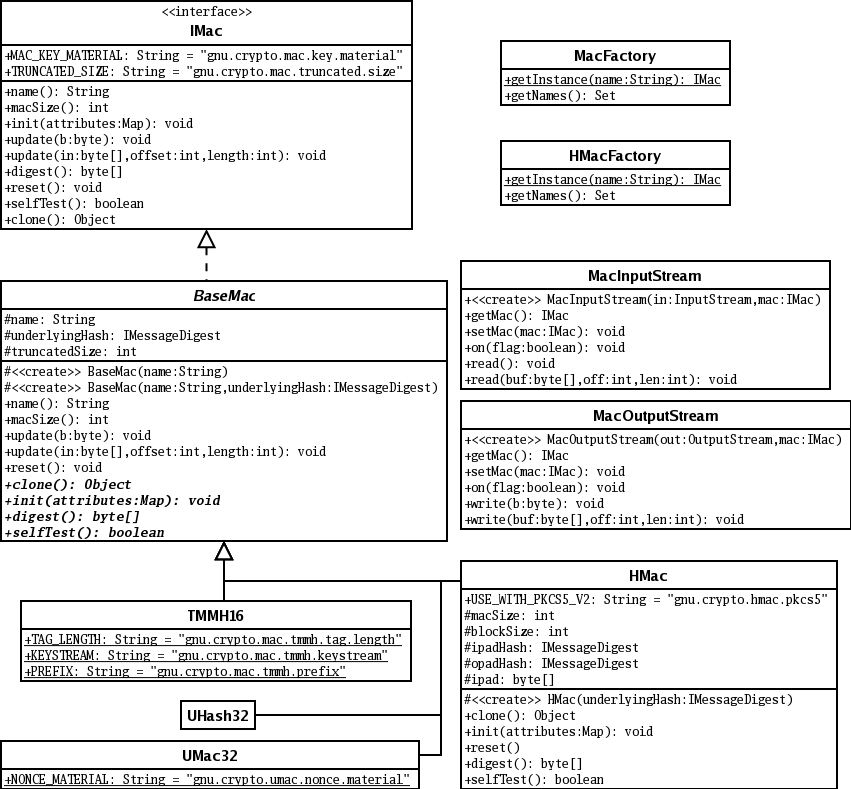 <<interface>>
IMac
+MAC_KEY_MATERIAL: String = "gnu.crypto.mac.key.material"
+TRUNCATED_SIZE: String = "gnu.crypto.mac.truncated.size"
+name(): String
+macSize(): int
+init(attributes:Map): void
+update(b:byte): void
+update(in:byte[],offset:int,length:int): void
+digest(): byte[]
+reset(): void
+selfTest(): boolean
+clone(): Object
MacFactory
+getInstance(name:String): IMac
+getNames(): Set
HMacFactory
+getInstance(name:String): IMac
+getNames(): Set
BaseMac
#name: String
#underlyingHash: IMessageDigest
#truncatedSize: int
#<<create>> BaseMac(name:String)
#<<create>> BaseMac(name:String,underlyingHash:IMessageDigest)
+name(): String
+macSize(): int
+update(b:byte): void
+update(in:byte[],offset:int,length:int): void
+reset(): void
+clone(): Object
+init(attributes:Map): void
+digest(): byte[]
+selfTest(): boolean
MacInputStream
+<<create>> MacInputStream(in:InputStream,mac:IMac)
+getMac(): IMac
+setMac(mac:IMac): void
+on(flag:boolean): void
+read(): void
+read(buf:byte[],off:int,len:int): void
MacOutputStream
+<<create>> MacOutputStream(out:OutputStream,mac:IMac)
+getMac(): IMac
+setMac(mac:IMac): void
+on(flag:boolean): void
+write(b:byte): void
+write(buf:byte[],off:int,len:int): void
TMMH16
+TAG_LENGTH: String = "gnu.crypto.mac.tmmh.tag.length"
+KEYSTREAM: String = "gnu.crypto.mac.tmmh.keystream"
+PREFIX: String = "gnu.crypto.mac.tmmh.prefix"
UHash32
UMac32
+NONCE_MATERIAL: String = "gnu.crypto.umac.nonce.material"
HMac
+USE_WITH_PKCS5_V2: String = "gnu.crypto.hmac.pkcs5"
#macSize: int
#blockSize: int
#ipadHash: IMessageDigest
#opadHash: IMessageDigest
#ipad: byte[]
#<<create>> HMac(underlyingHash:IMessageDigest)
+clone(): Object
+init(attributes:Map): void
+reset()
+digest(): byte[]
+selfTest(): boolean